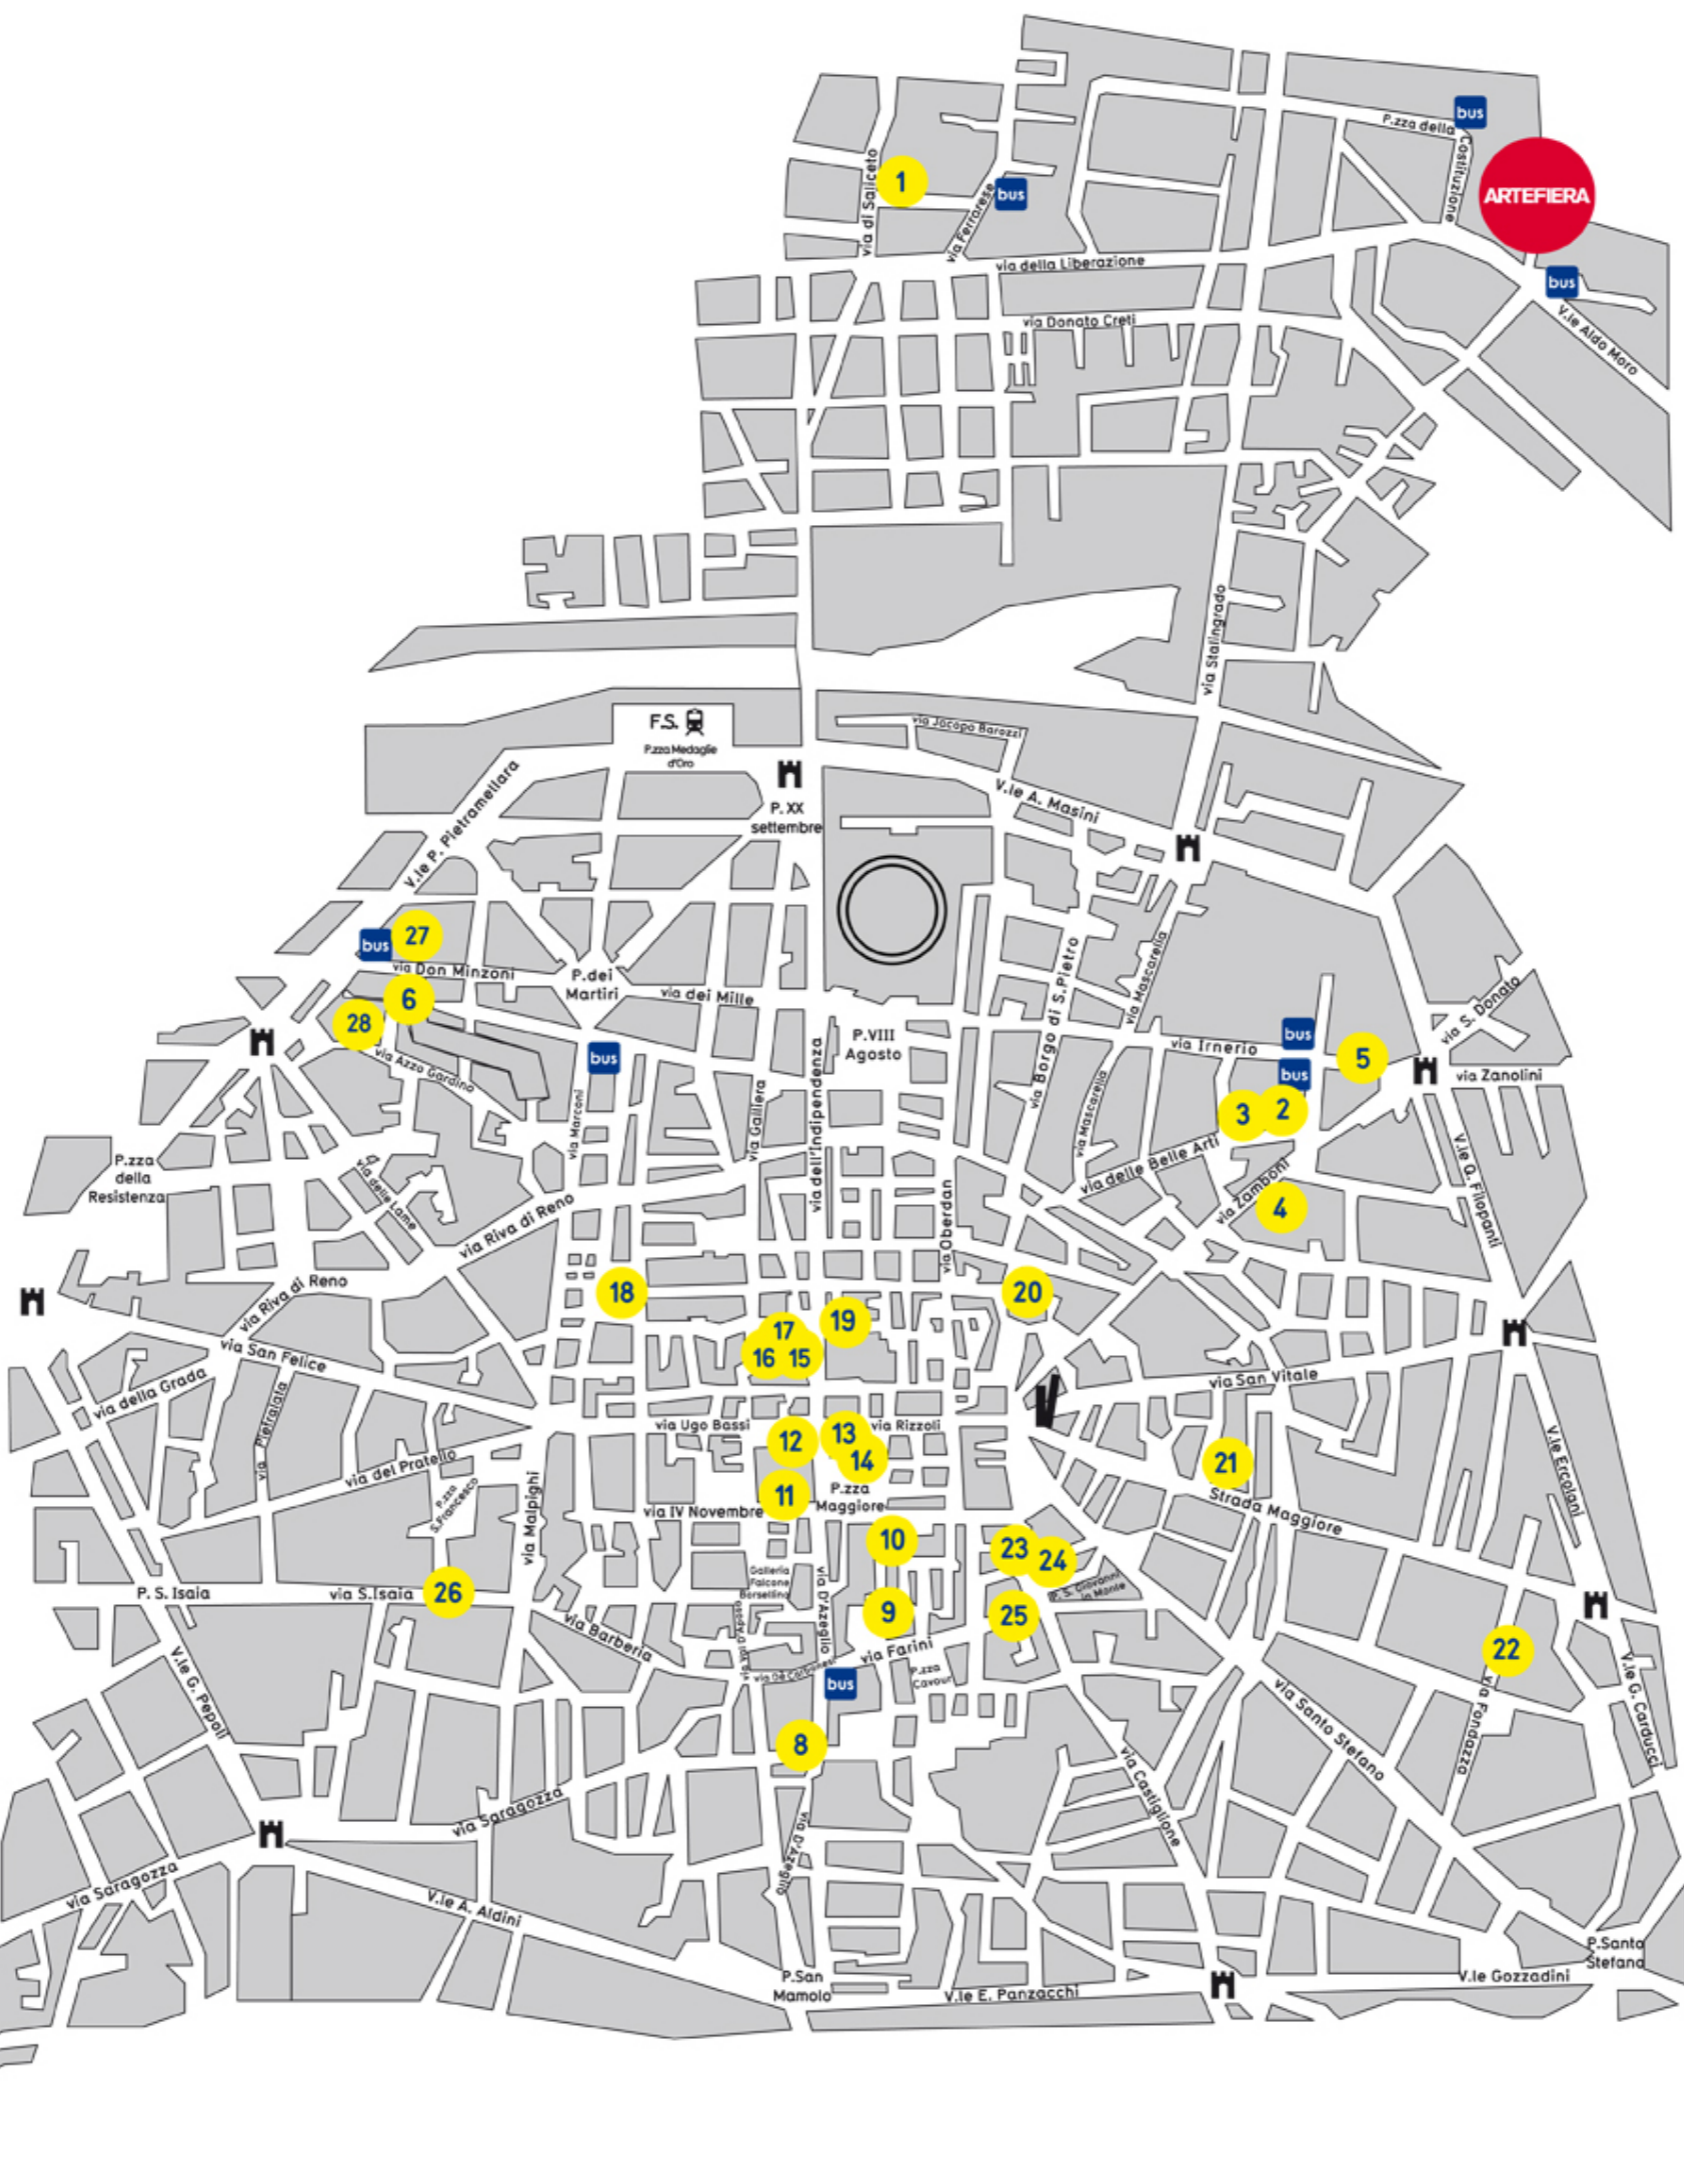 bus
P.zza della
Costituzione
ARTEFIERA
1
via di Saliceto
via Ferrarese
bus
via della Liberazione
bus
V.le Aldo Moro
via Donato Creti
via Stalingrado
F.S.
P.zza Medaglie
d'Oro
via Jacopo Barozzi
V.le P. Pietramellara
P. XX
settembre
V.le A. Masini
bus
27
via Don Minzoni
P.dei
Martiri
via dei Mille
6
28
via Azzo Gardino
bus
via Marconi
via Galliera
via dell'Indipendenza
P.VIII
Agosto
via Borgo di S.Pietro
via Mascarella
via Mascarella
via Irnerio
bus
bus
5
via S. Donato
via Zanolini
3
2
via delle Belle Arti
via Zamboni
4
V.le Q. Filopanti
P.zza
della
Resistenza
via delle Lame
via Riva di Reno
via Riva di Reno
via Oberdan
18
17
16
15
19
20
via San Felice
via della Grada
via Pietralata
via del Pratello
P.zza
S.Francesco
via Malpighi
via Ugo Bassi
12
13
14
via Rizzoli
via San Vitale
21
Strada Maggiore
V.le Ercolani
11
P.zza
Maggiore
via IV Novembre
10
23
24
P. S. Giovanni
in Monte
Galleria
Falcone
Borsellino
via D'Azeglio
P. S. Isaia
via S.Isaia
26
via Barberia
9
25
via Farini
via De' Carbonesi
P.zza
Cavour
bus
22
via Fondazza
V.le G. Carducci
V.le G. Pepoli
8
via Santo Stefano
via Castiglione
via Saragozza
via Saragozza
via D'Azeglio
V.le A. Aldini
P.San
Mamolo
V.le E. Panzacchi
V.le Gozzadini
P.Santa
Stefana